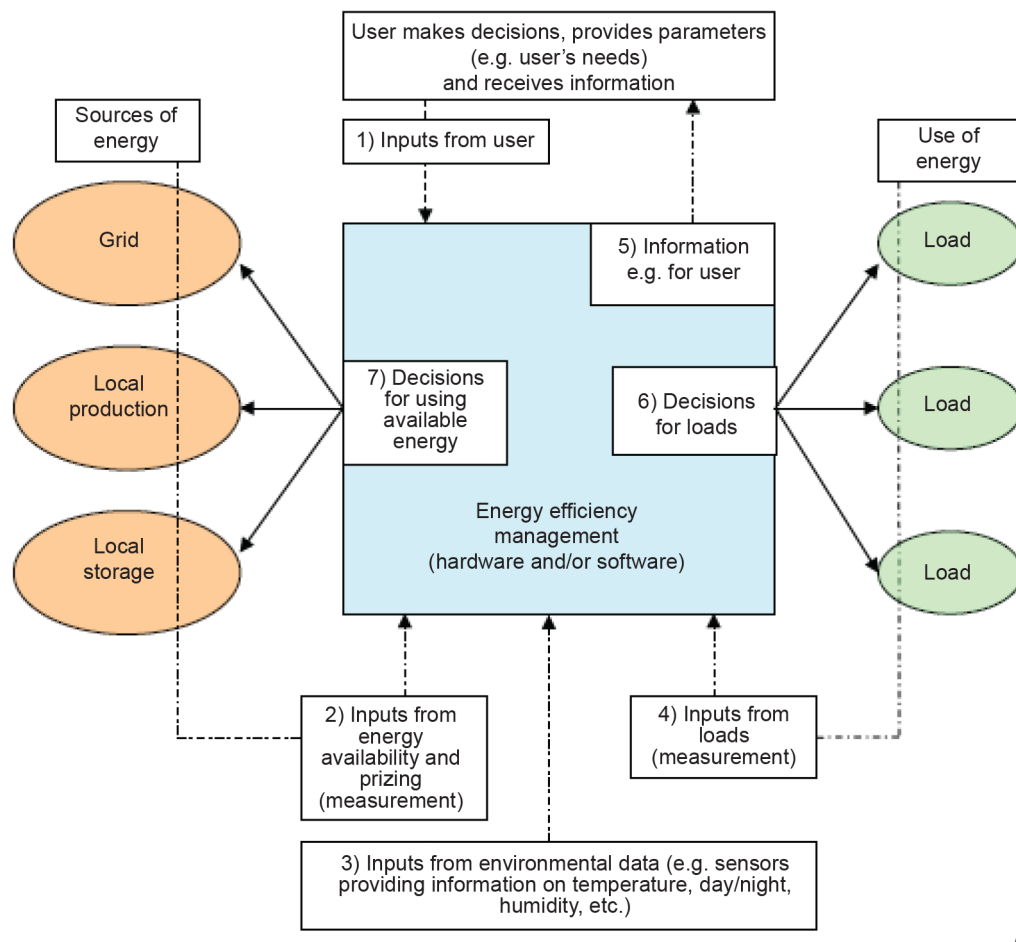 User makes decisions, provides parameters
(e.g. user's needs)
and receives information
Sources of
energy
1) Inputs from user
Use of
energy
Grid
5) Information
e.g. for user
Load
Local
production
7) Decisions
for using
available
energy
6) Decisions
for loads
Load
Local
storage
Energy efficiency
management
(hardware and/or software)
Load
2) Inputs from
energy
availability and
prizing
(measurement)
4) Inputs from
loads
(measurement)
3) Inputs from environmental data (e.g. sensors
providing information on temperature, day/night,
humidity, etc.)